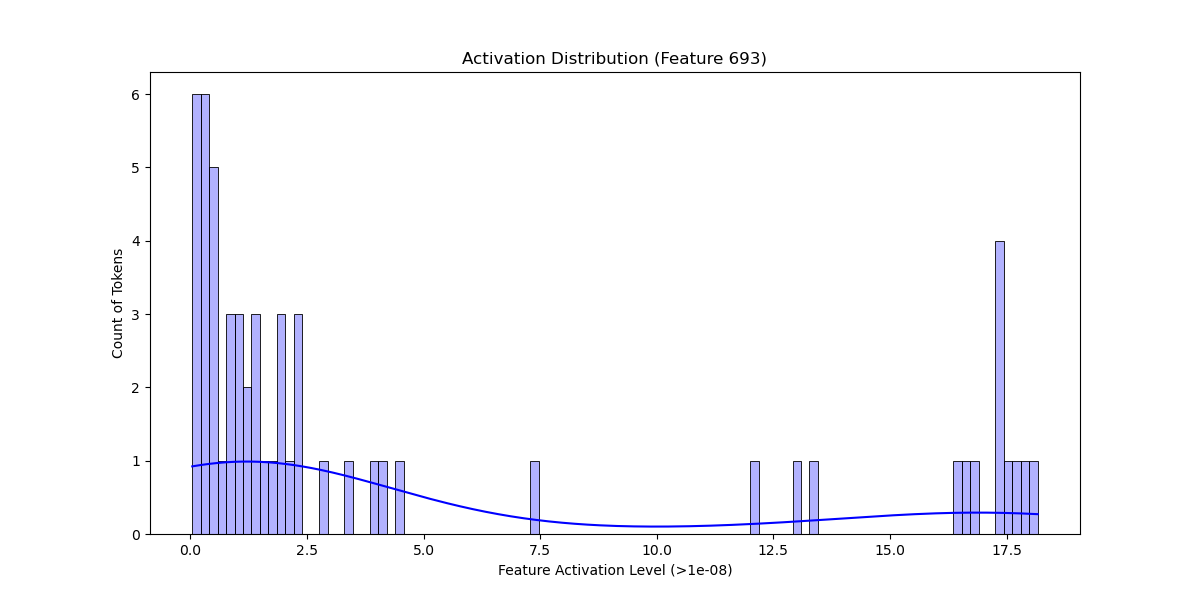 Activation Distribution (Feature 693)
6
5
4
3
2
1
0
Count of Tokens
0.0 2.5 5.0 7.5 10.0 12.5 15.0 17.5
Feature Activation Level (>1e-08)